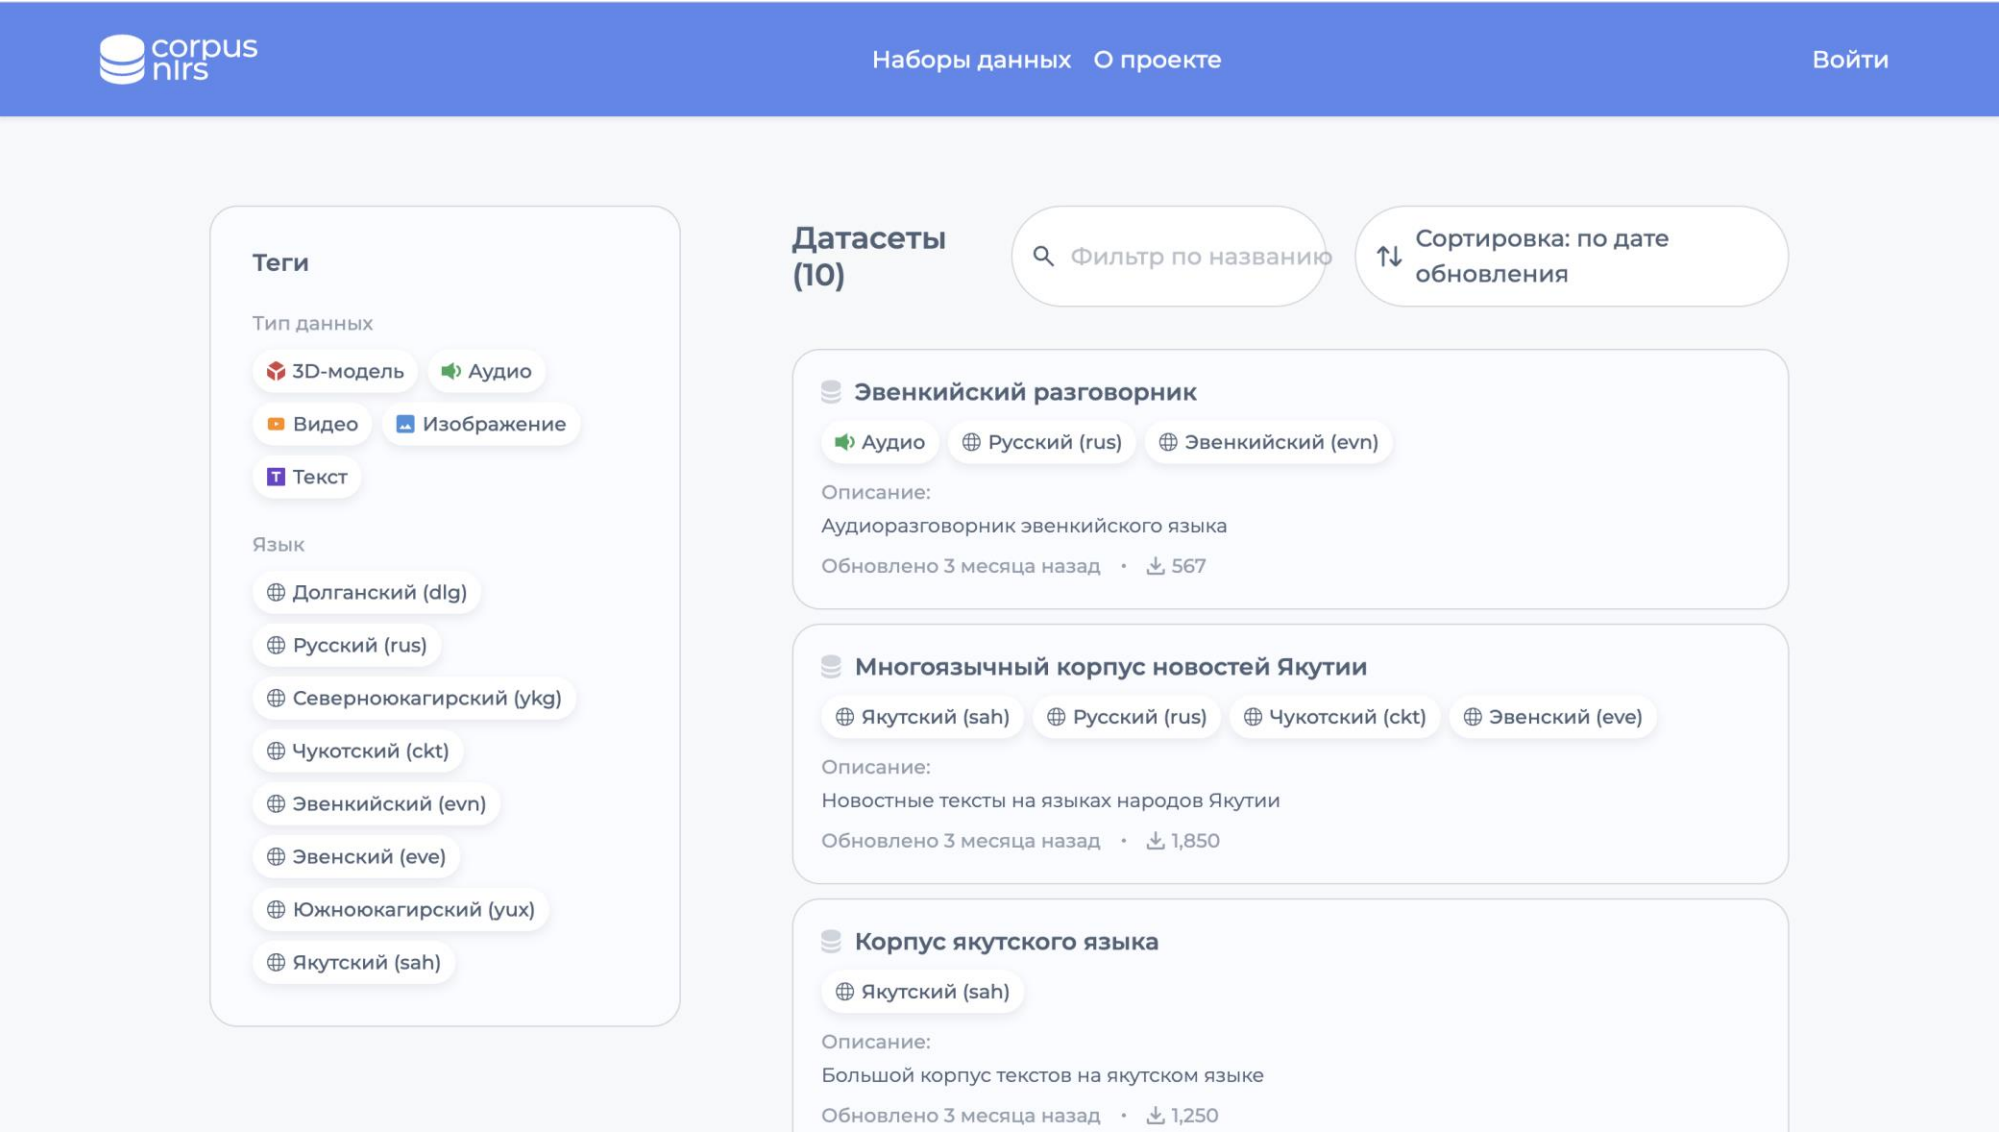 corpus
nlrs
Наборы данных О проекте
Войти
Теги
Тип данных
3D-модель Аудио
Видео Изображение
T Текст
Язык
Долганский (dlg)
Русский (rus)
Северноюкагирский (ykg)
Чукотский (ckt)
Эвенкийский (evn)
Эвенский (eve)
Южноюкагирский (yux)
Якутский (sah)
Датасеты
(10)
Фильтр по названию
Сортировка: по дате
обновления
Эвенкийский разговорник
Аудио Русский (rus) Эвенкийский (evn)
Описание:
Аудиоразговорник эвенкийского языка
Обновлено 3 месяца назад • 567
Многоязычный корпус новостей Якутии
Якутский (sah) Русский (rus) Чукотский (ckt) Эвенский (eve)
Описание:
Новостные тексты на языках народов Якутии
Обновлено 3 месяца назад • 1,850
Корпус якутского языка
Якутский (sah)
Описание:
Большой корпус текстов на якутском языке
Обновлено 3 месяца назад • 1,250